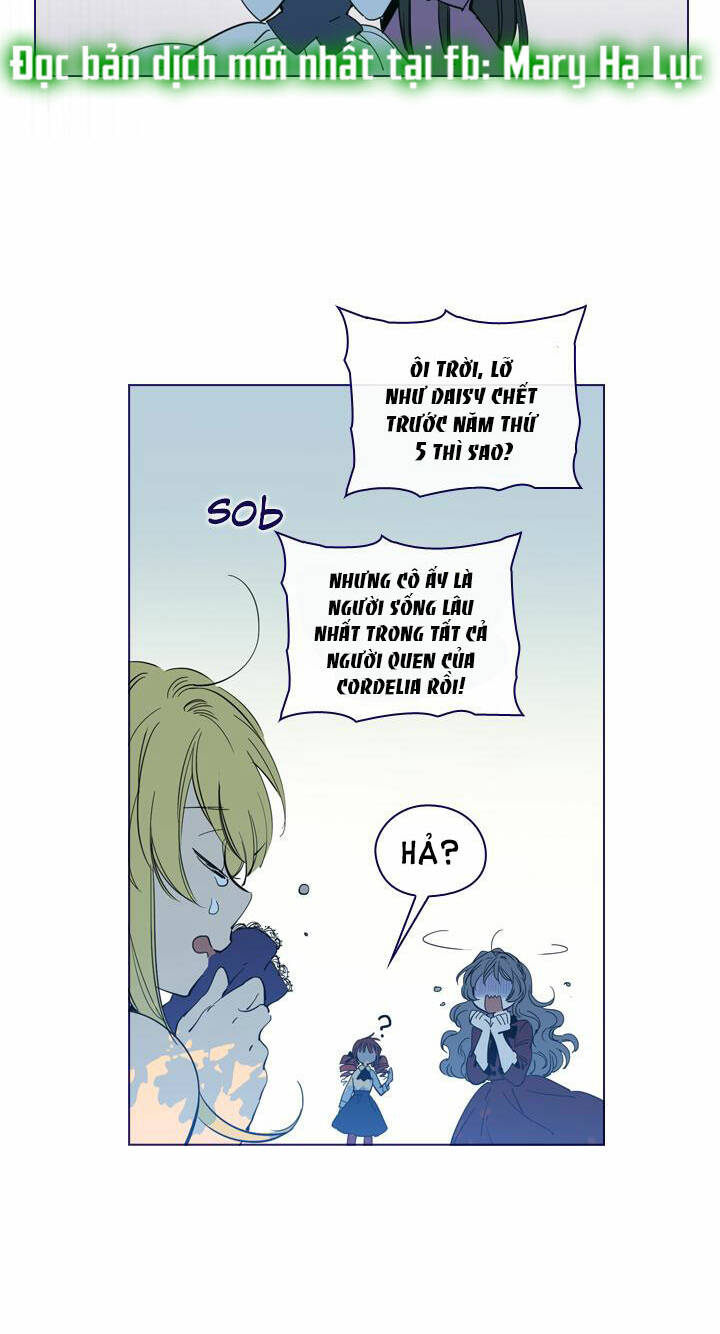 Đọc bản dịch mới nhất tại fb: Mary Hạ Lục
ÔI TRỜI, LỠ
NHƯ DAISY CHẾT
TRƯỚC NĂM THỨ
5 THÌ SAO?
SOB
NHƯNG CÔ ẤY LÀ
NGƯỜI SỐNG LÂU
NHẤT TRONG TẤT CẢ
NGƯỜI QUEN CỦA
CORDELIA RỒI!
HẢ?
?